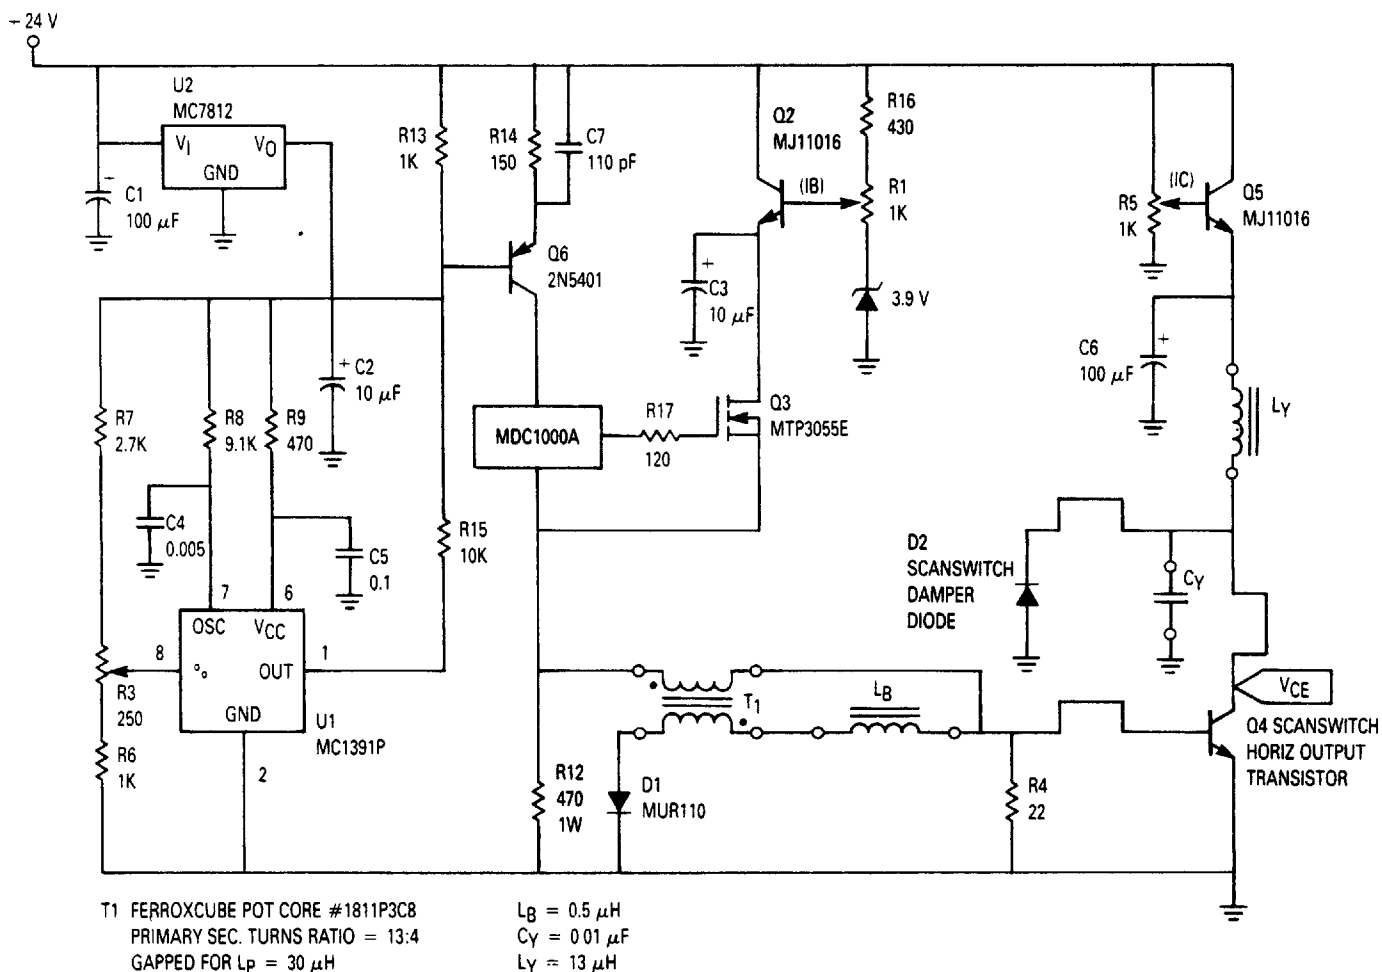 + 24 V
U2
MC7812
VI
VO
GND
+
C1
100 μF
R13
1K
R14
150
C7
110 pF
Q2
MJ11016
(IB)
R16
430
R1
1K
R5
1K
(IC)
Q5
MJ11016
Q6
2N5401
+
C3
10 μF
3.9 V
+
C2
10 μF
C6
100 μF
+
LY
R7
2.7K
R8
9.1K
R9
470
MDC1000A
R17
120
Q3
MTP3055E
C4
0.005
C5
0.1
R15
10K
D2
SCANSWITCH
DAMPER
DIODE
CY
7
6
OSC
VCC
8
OUT
1
GND
R3
250
U1
MC1391P
2
R6
1K
T1
LB
VCE
Q4 SCANSWITCH
HORIZ OUTPUT
TRANSISTOR
R12
470
1W
D1
MUR110
R4
22
T1 FERROXCUBE POT CORE #1811P3C8
PRIMARY SEC. TURNS RATIO = 13:4
GAPPED FOR LP = 30 μH
LB = 0.5 μH
CY = 0 01 μF
LY = 13 μH